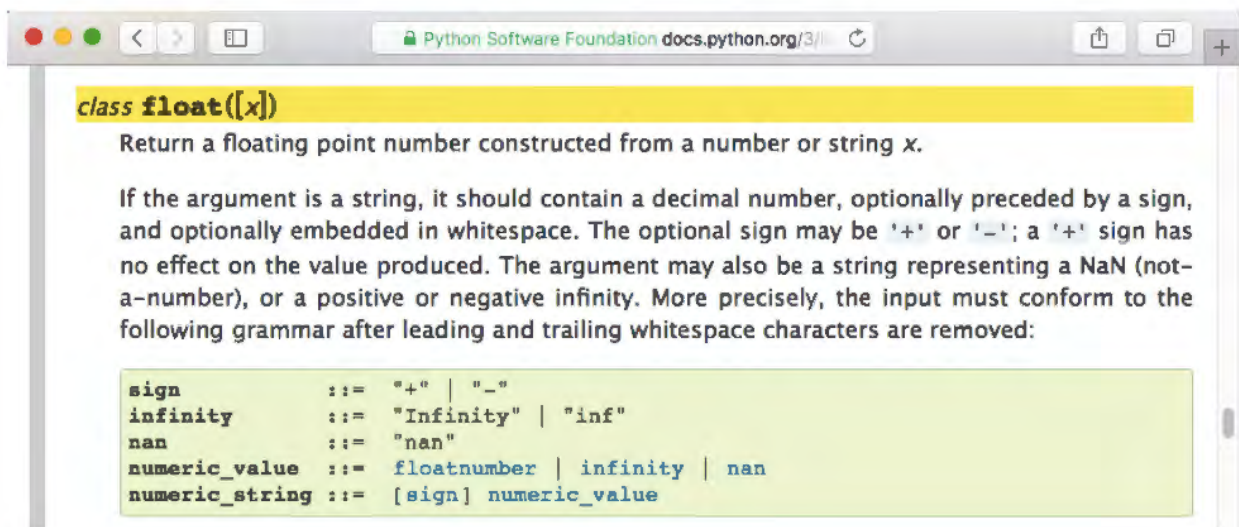 Python Software Foundation docs.python.org/3/
class float([x])
Return a floating point number constructed from a number or string x.
If the argument is a string, it should contain a decimal number, optionally preceded by a sign,
and optionally embedded in whitespace. The optional sign may be '+' or '-'; a '+' sign has
no effect on the value produced. The argument may also be a string representing a NaN (not-
a-number), or a positive or negative infinity. More precisely, the input must conform to the
following grammar after leading and trailing whitespace characters are removed:
sign ::= "+" | "-"
infinity ::= "Infinity" | "inf"
nan ::= "nan"
numeric_value ::= floatnumber | infinity | nan
numeric_string ::= [sign] numeric_value